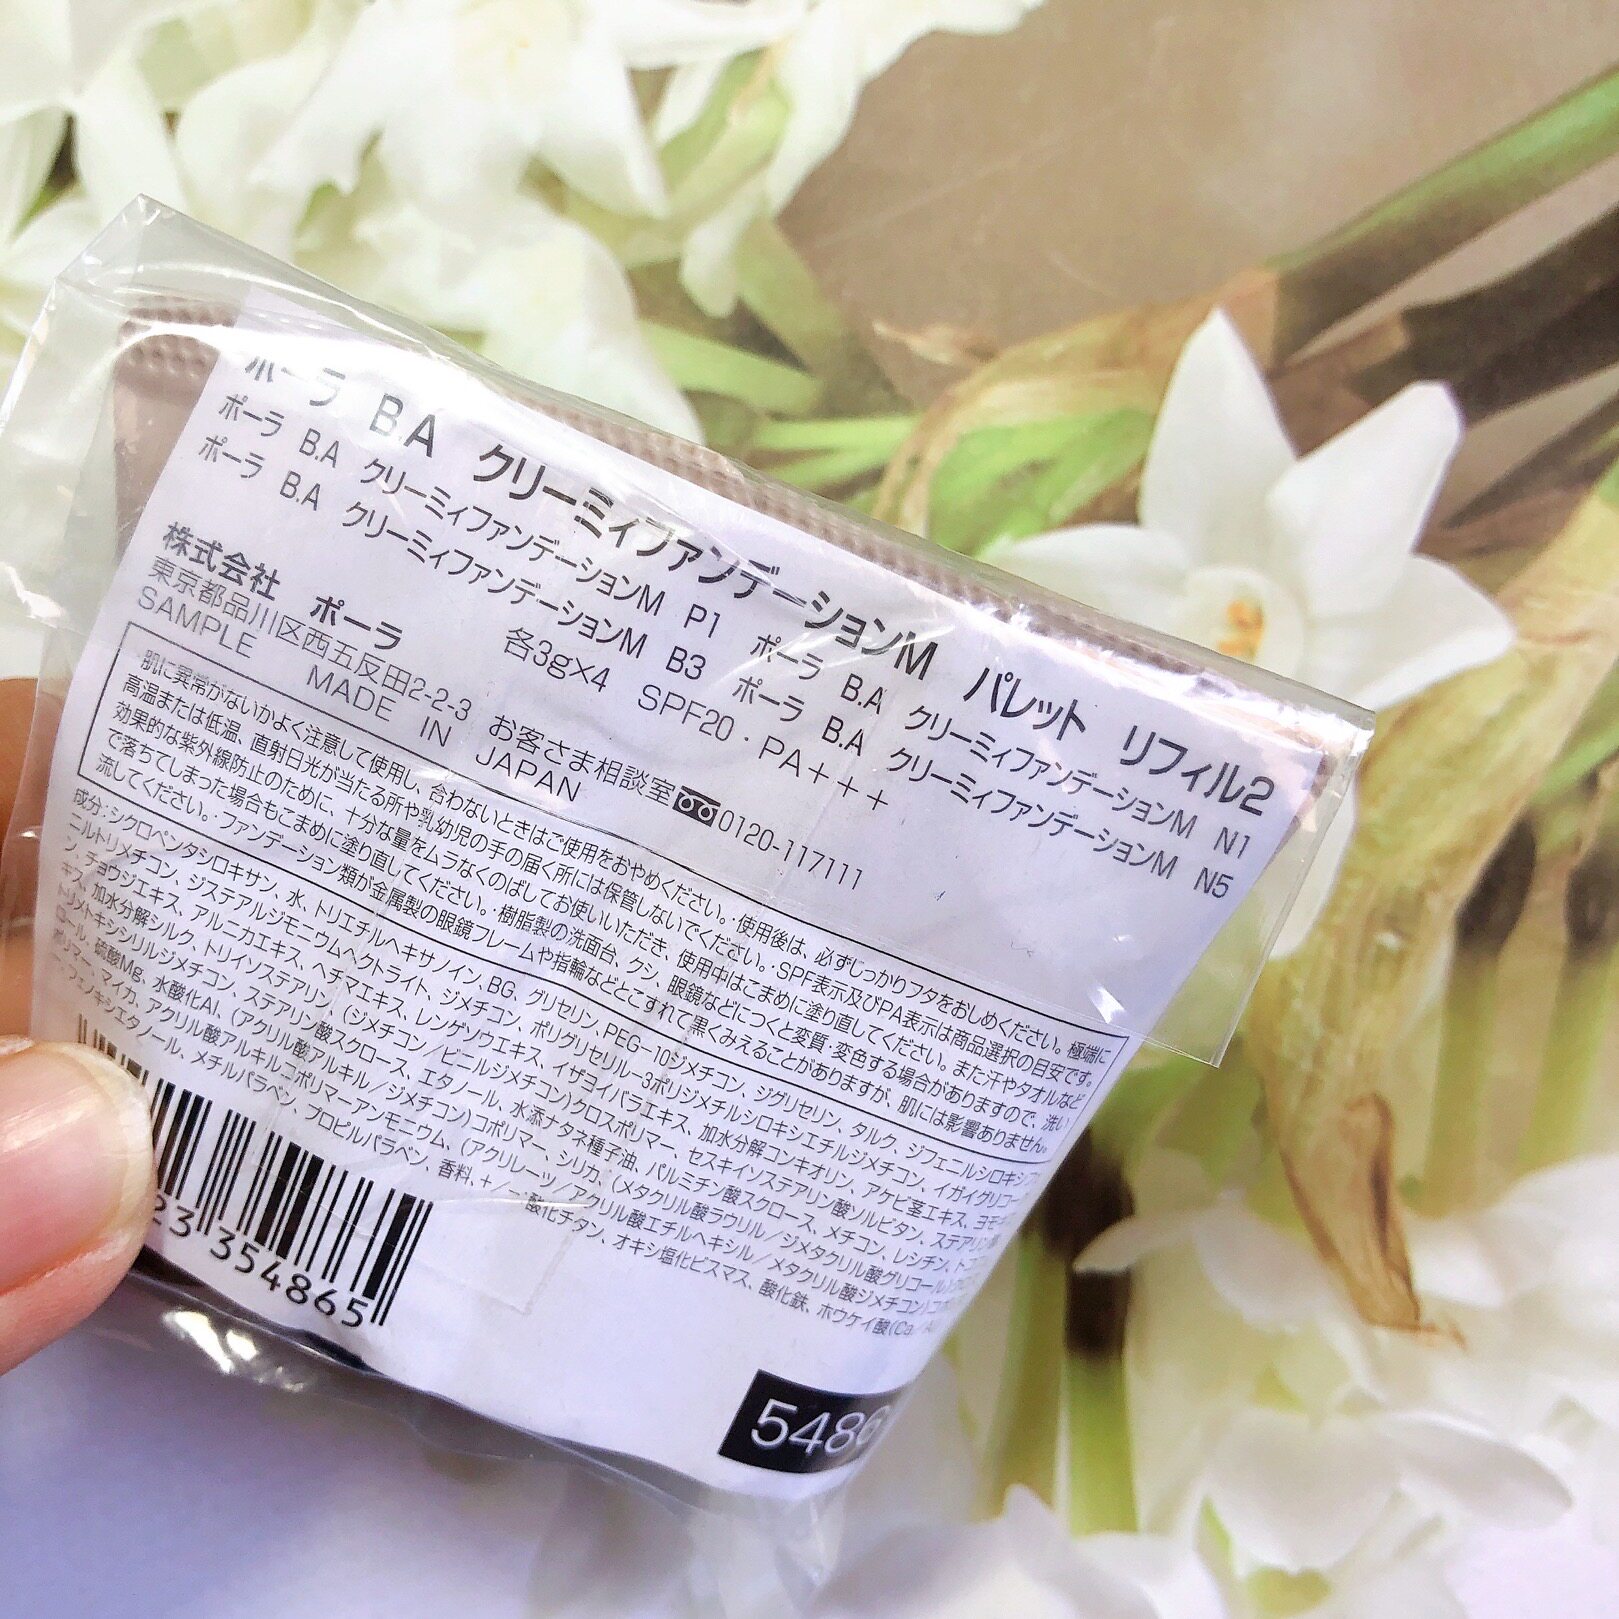 ポーラ B.A クリーミィファンデーションM パレット リフィル2
ポーラ B.A クリーミィファンデーションM P1 ポーラ B.A クリーミィファンデーションM N1
ポーラ B.A クリーミィファンデーションM B3 ポーラ B.A クリーミィファンデーションM N5
各3g×4 SPF20・PA+++
株式会社 ポーラ
東京都品川区西五反田2-2-3 お客さま相談室 0120-117111
SAMPLE MADE IN JAPAN
肌に異常がないかよく注意して使用し、合わないときはご使用をおやめください。・使用後は、必ずしっかりフタをおしめください。極端に
高温または低温、直射日光が当たる所や乳幼児の手の届く所には保管しないでください。・SPF表示及びPA表示は商品選択の目安です。
効果的な紫外線防止のために、十分な量をムラなくのばしてお使いいただき、使用中はこまめに塗り直してください。また汗やタオルなど
で落ちてしまった場合もこまめに塗り直してください。・樹脂製の洗面台、クシ、眼鏡などにつくと変質・変色する場合がありますので、洗い
流してください。・ファンデーション類が金属製の眼鏡フレームや指輪などとこすれて黒くみえることがありますが、肌には影響ありません。
成分:シクロペンタシロキサン、水、トリエチルヘキサノイン、BG、グリセリン、PEG-10ジメチコン、ジグリセリン、タルク、ジフェニルシロキシフェ
ニルトリメチコン、ジステアルジモニウムヘクトライト、ジメチコン、ポリグリセリル-3ポリジメチルシロキシエチルジメチコン、イガイグリコー
ン、チョウジエキス、アルニカエキス、ヘチマエキス、レンゲソウエキス、イザヨイバラエキス、加水分解コンキオリン、アケビ茎エキス、ヨモギ
キス、加水分解シルク、トリイソステアリン (ジメチコン/ビニルジメチコン)クロスポリマー、セスキイソステアリン酸ソルビタン、ステアリン
トリメトキシシリルジメチコン、ステアリン酸スクロース、エタノール、水添ナタネ種子油、パルミチン酸スクロース、メチコン、レシチン、トコフ
ロール、硫酸Mg、水酸化Al、(アクリル酸アルキル/ジメチコン)コポリマー、シリカ、(メタクリル酸ラウリル/ジメタクリル酸グリコール)
ポリマー、マイカ、アクリル酸アルキルコポリマーアンモニウム、(アクリレーツ/アクリル酸エチルヘキシル/メタクリル酸ジメチコン)コポ
フェノキシエタノール、メチルパラベン、プロピルパラベン、香料、+/-:酸化チタン、オキシ塩化ビスマス、酸化鉄、ホウケイ酸(Ca/Al)
23 354865
5486